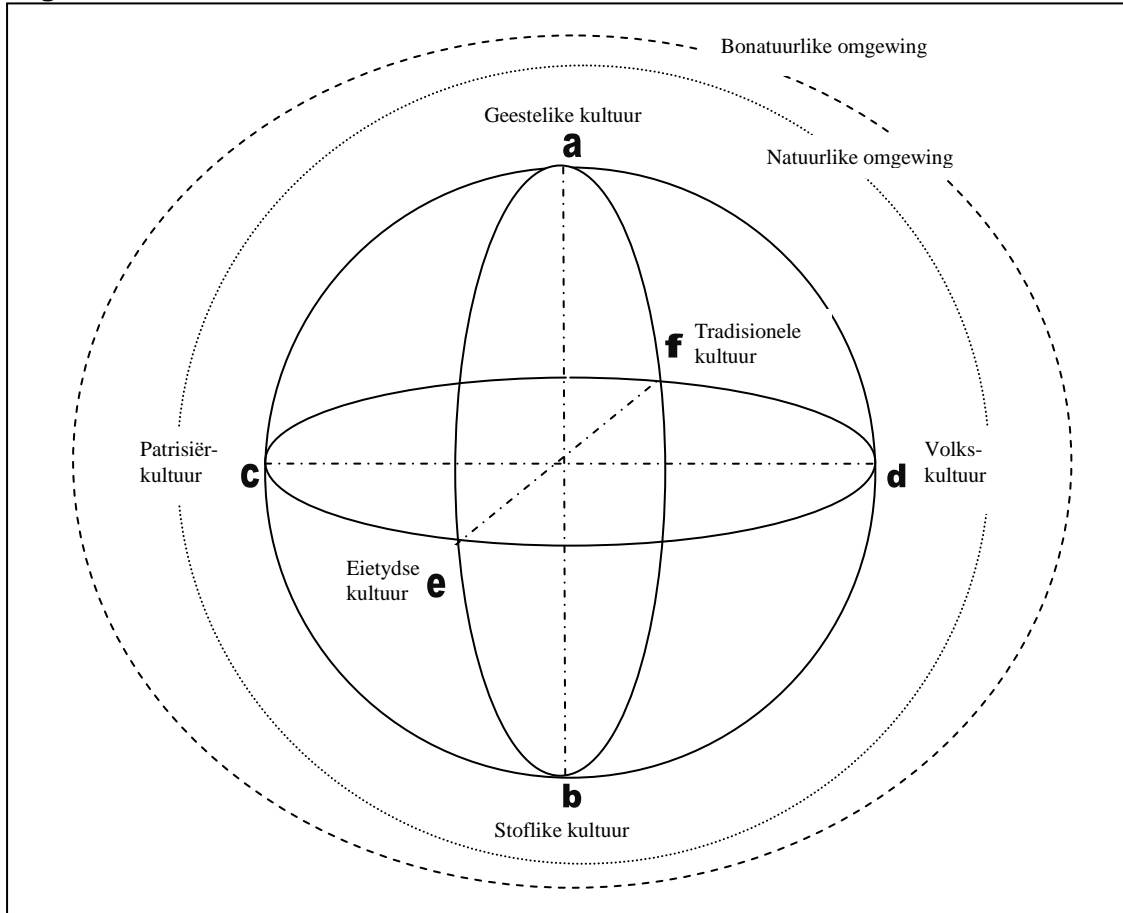 Bonatuurlike omgewing
Geestelike kultuur
a
Natuurlike omgewing
f Tradisionele
kultuur
Patrisiër-
kultuur
c
d
Volks-
kultuur
Eietydse
kultuur e
b
Stoflike kultuur